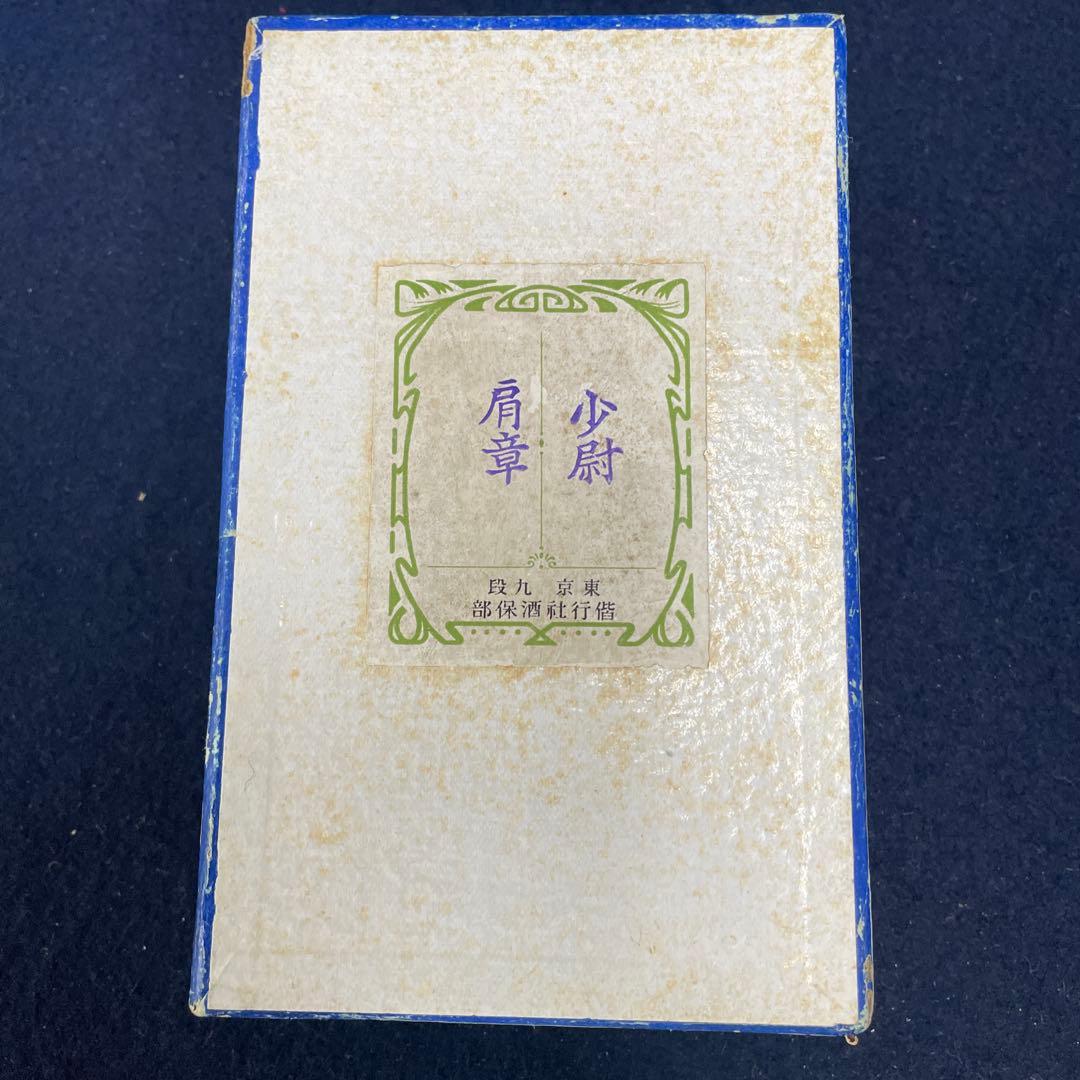 少尉
肩章
東京 九段
偕行社酒保部